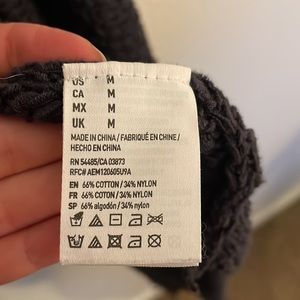 US M
CA M
MX M
UK M
MADE IN CHINA / FABRIQUÉ EN CHINE /
HECHO EN CHINA
RN 54485/CA 03873
RFC# AEM120605U9A
EN 66% COTTON/34% NYLON
FR 66% COTON/34% NYLON
SP 66% algodón / 34% nylon